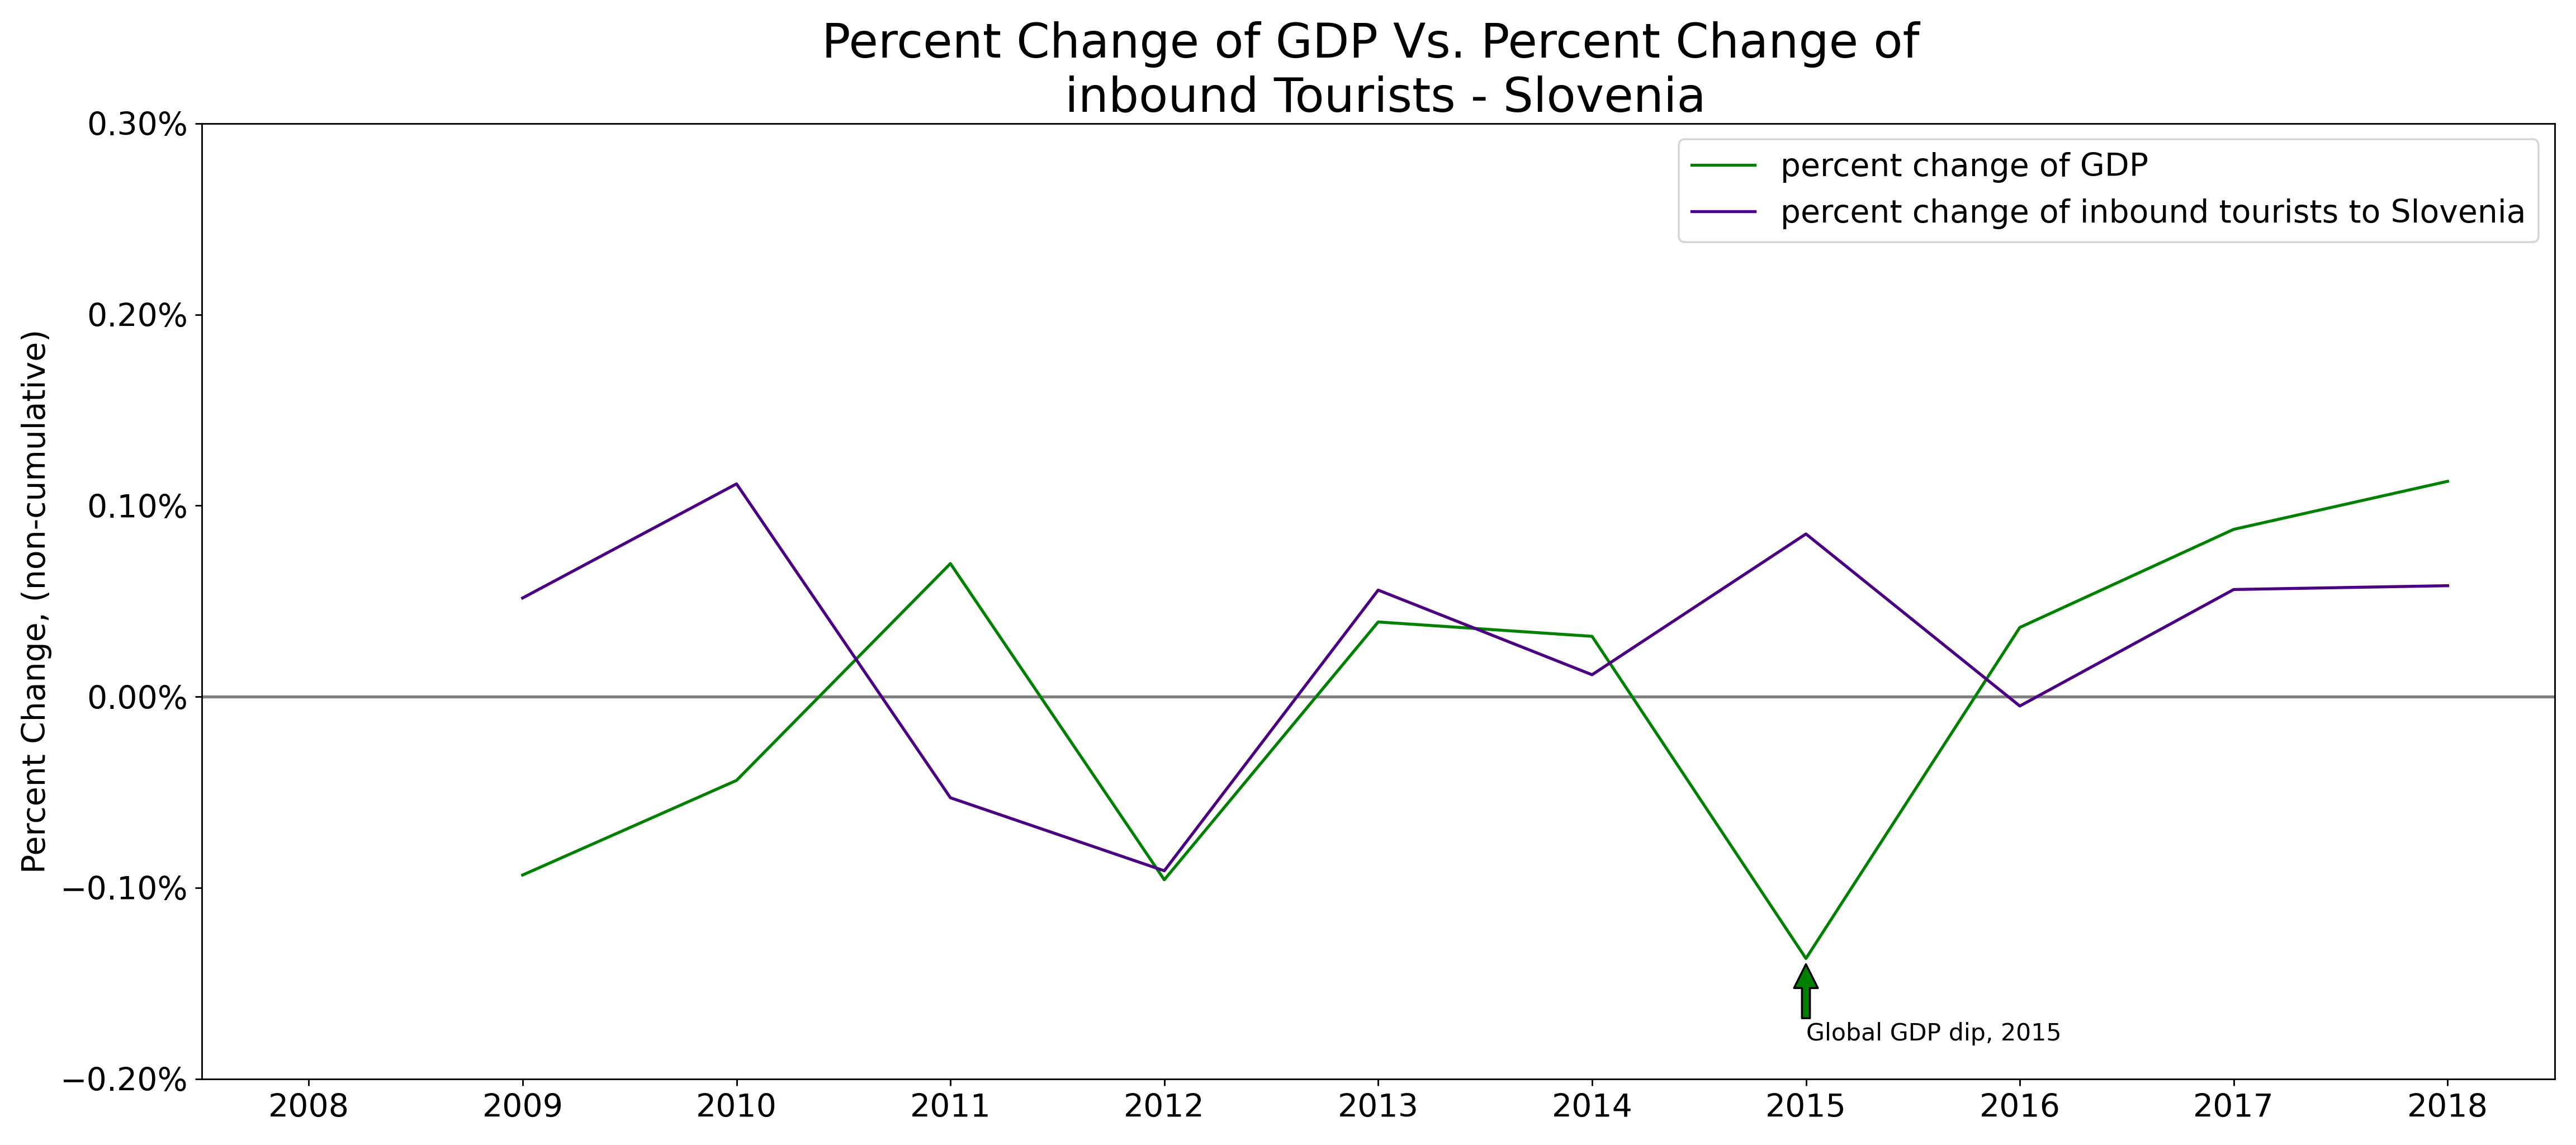 Percent Change of GDP Vs. Percent Change of
inbound Tourists - Slovenia
0.30%
0.20%
0.10%
0.00%
−0.10%
−0.20%
Percent Change, (non-cumulative)
percent change of GDP
percent change of inbound tourists to Slovenia
Global GDP dip, 2015
2008 2009 2010 2011 2012 2013 2014 2015 2016 2017 2018